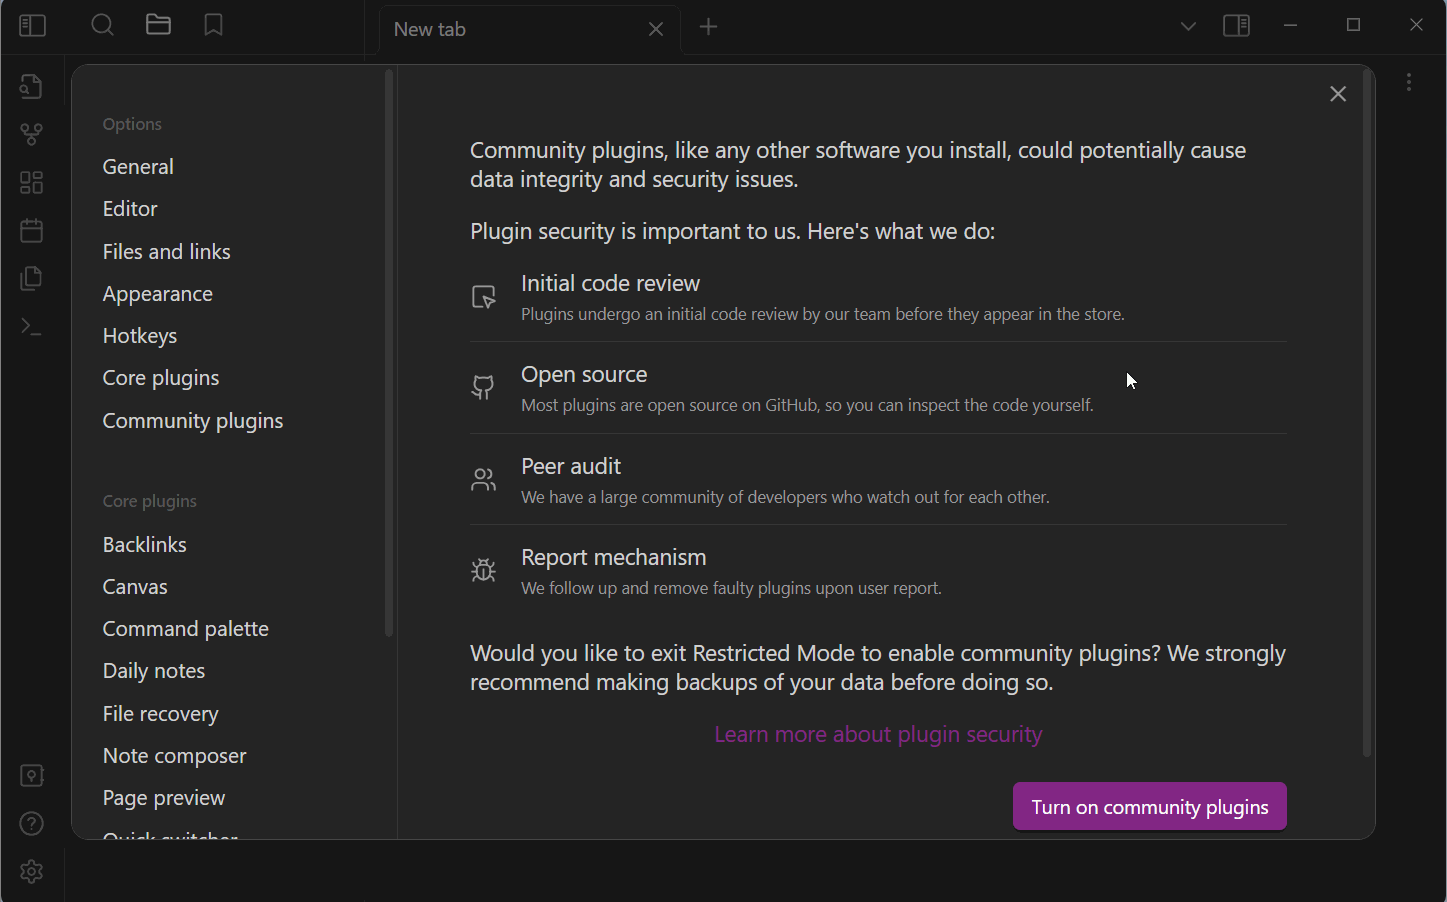 New tab
Options
General
Editor
Files and links
Appearance
Hotkeys
Core plugins
Community plugins
Core plugins
Backlinks
Canvas
Command palette
Daily notes
File recovery
Note composer
Page preview
Quick switcher
Community plugins, like any other software you install, could potentially cause
data integrity and security issues.
Plugin security is important to us. Here's what we do:
Initial code review
Plugins undergo an initial code review by our team before they appear in the store.
Open source
Most plugins are open source on GitHub, so you can inspect the code yourself.
Peer audit
We have a large community of developers who watch out for each other.
Report mechanism
We follow up and remove faulty plugins upon user report.
Would you like to exit Restricted Mode to enable community plugins? We strongly
recommend making backups of your data before doing so.
Learn more about plugin security
Turn on community plugins